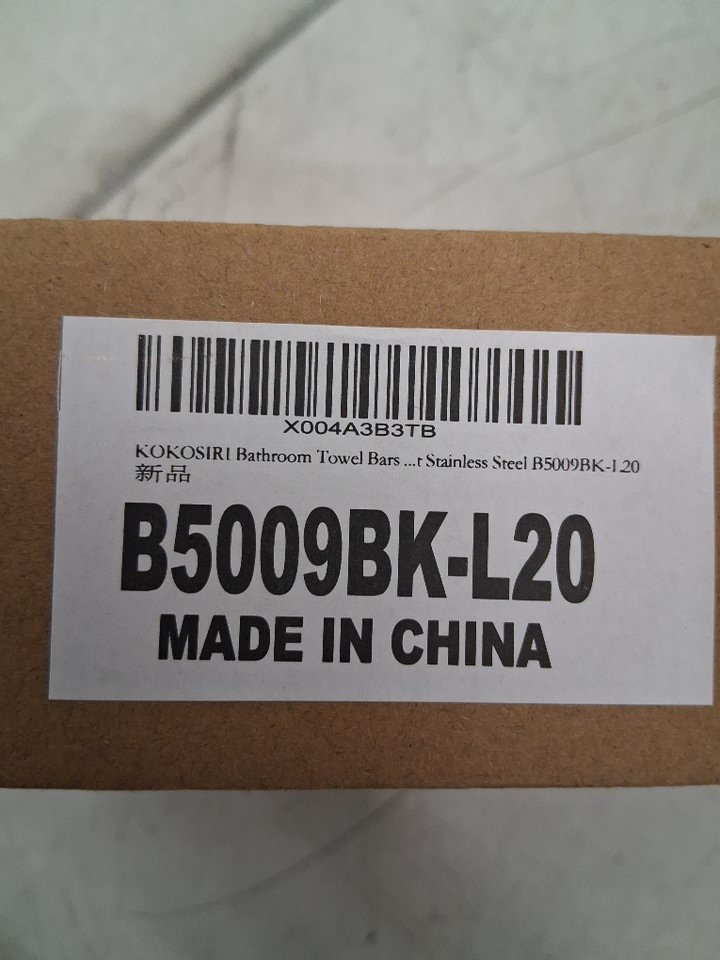 X004A3B3TB
KOKOSIRI Bathroom Towel Bars ...t Stainless Steel B5009BK-L20
新品
B5009BK-L20
MADE IN CHINA